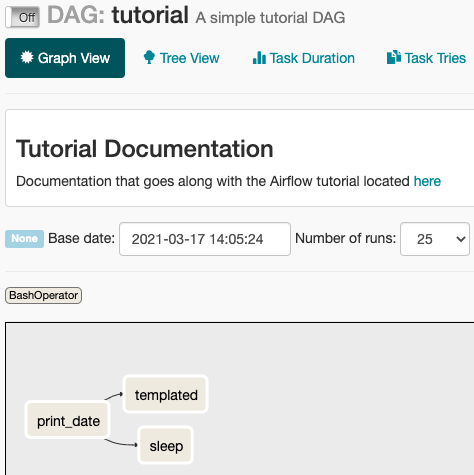 Off DAG: tutorial A simple tutorial DAG
Graph View Tree View Task Duration Task Tries
Tutorial Documentation
Documentation that goes along with the Airflow tutorial located here
None Base date: 2021-03-17 14:05:24 Number of runs: 25
BashOperator
templated
print_date
sleep